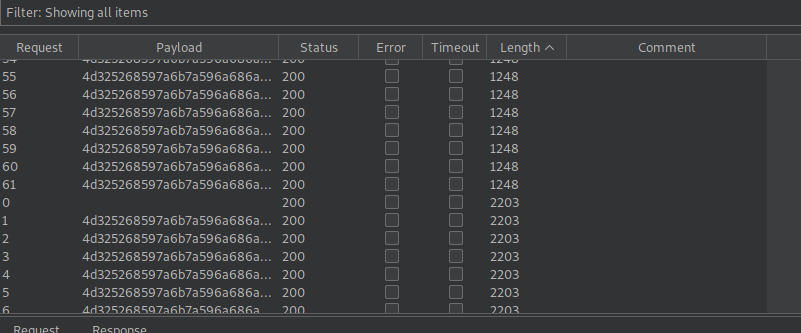 Filter: Showing all items
Request Payload Status Error Timeout Length Comment
54 4d325268597a6b7a596a686a... 200 1248
55 4d325268597a6b7a596a686a... 200 1248
56 4d325268597a6b7a596a686a... 200 1248
57 4d325268597a6b7a596a686a... 200 1248
58 4d325268597a6b7a596a686a... 200 1248
59 4d325268597a6b7a596a686a... 200 1248
60 4d325268597a6b7a596a686a... 200 1248
61 4d325268597a6b7a596a686a... 200 1248
0 200 2203
1 4d325268597a6b7a596a686a... 200 2203
2 4d325268597a6b7a596a686a... 200 2203
3 4d325268597a6b7a596a686a... 200 2203
4 4d325268597a6b7a596a686a... 200 2203
5 4d325268597a6b7a596a686a... 200 2203
6 4d325268597a6b7a596a686a... 200 2203
Request Response